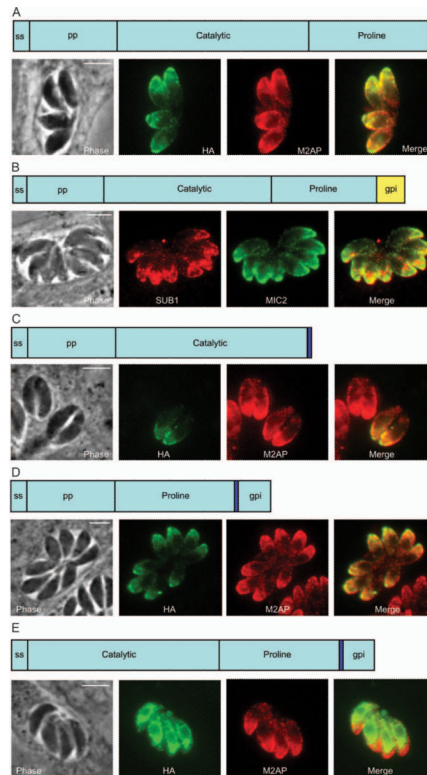 A
ss pp Catalytic Proline
Phase HA M2AP Merge
B
ss pp Catalytic Proline gpi
Phase SUB1 MIC2 Merge
C
ss pp Catalytic
Phase HA M2AP Merge
D
ss pp Proline gpi
Phase HA M2AP Merge
E
ss Catalytic Proline gpi
Phase HA M2AP Merge